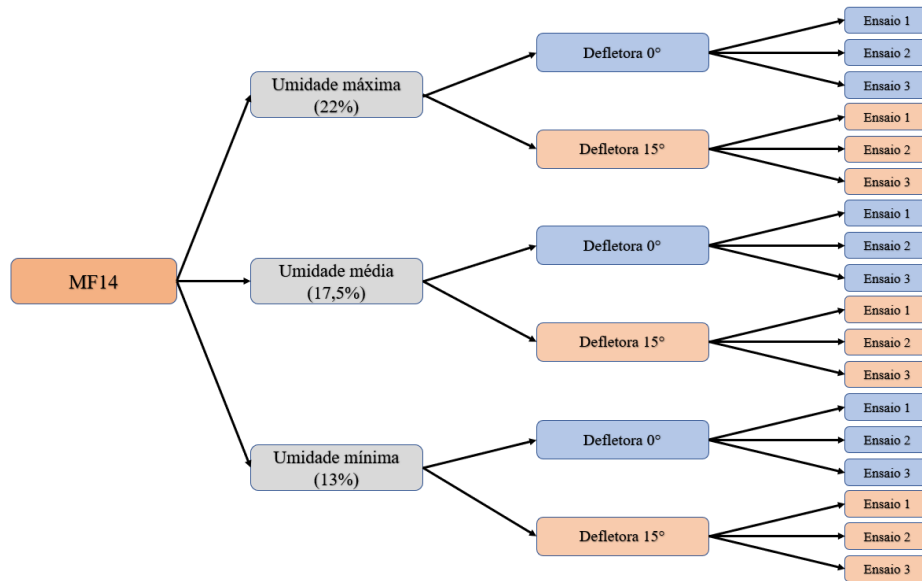 MF14
Umidade máxima
(22%)
Defletora 0°
Ensaio 1
Ensaio 2
Ensaio 3
Defletora 15°
Ensaio 1
Ensaio 2
Ensaio 3
Umidade média
(17,5%)
Defletora 0°
Ensaio 1
Ensaio 2
Ensaio 3
Defletora 15°
Ensaio 1
Ensaio 2
Ensaio 3
Umidade mínima
(13%)
Defletora 0°
Ensaio 1
Ensaio 2
Ensaio 3
Defletora 15°
Ensaio 1
Ensaio 2
Ensaio 3